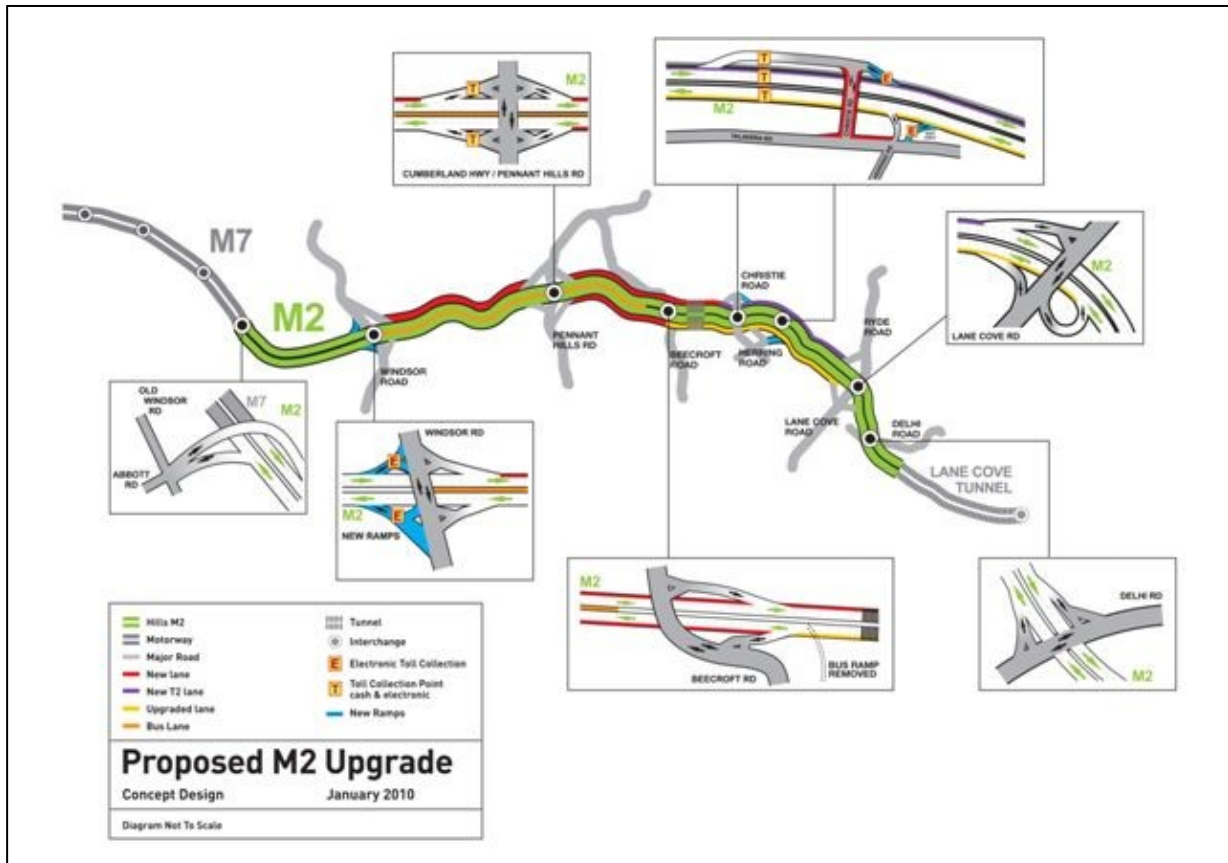 T
M2
T
CUMBERLAND HWY / PENNANT HILLS RD
T
T
T
E
M2
CHRISTIE RD
E
TALAVERA RD
M7
M2
WINDSOR
ROAD
PENNANT
HILLS RD
BEECROFT
ROAD
CHRISTIE
ROAD
HERRING
ROAD
RYDE
ROAD
LANE COVE
ROAD
DELHI
ROAD
LANE COVE
TUNNEL
M2
LANE COVE RD
OLD
WINDSOR
RD
M7
M2
ABBOTT
RD
WINDSOR RD
E
M2
E
NEW RAMPS
M2
BEECROFT RD
BUS RAMP
REMOVED
DELHI RD
M2
Hills M2
Motorway
Major Road
New lane
New T2 lane
Upgraded lane
Bus Lane
Tunnel
Interchange
E Electronic Toll Collection
T Toll Collection Point
cash & electronic
New Ramps
Proposed M2 Upgrade
Concept Design January 2010
Diagram Not To Scale